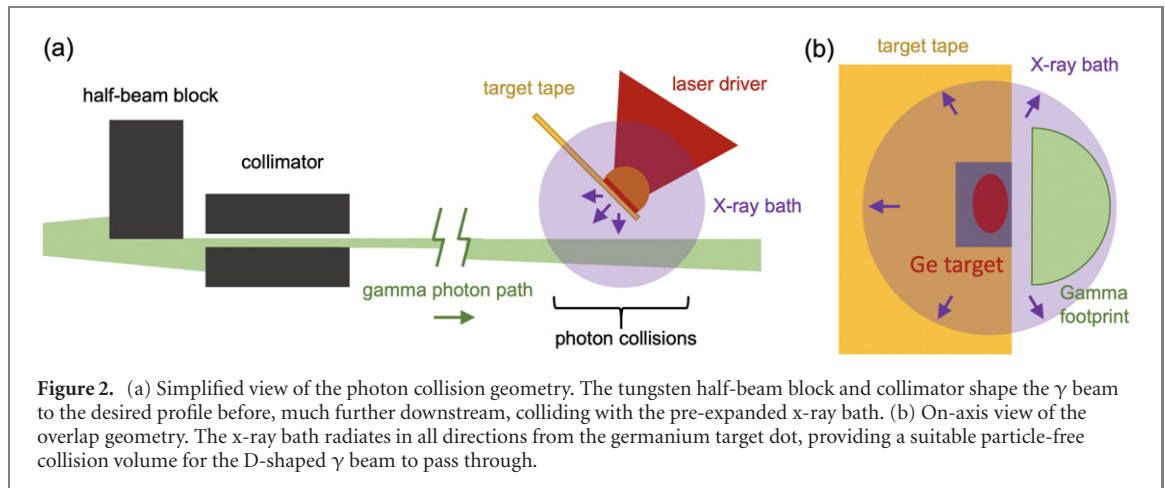 (a)
half-beam block
collimator
gamma photon path
target tape
laser driver
X-ray bath
photon collisions
(b)
target tape
X-ray bath
Ge target
Gamma
footprint
Figure 2. (a) Simplified view of the photon collision geometry. The tungsten half-beam block and collimator shape the γ beam
to the desired profile before, much further downstream, colliding with the pre-expanded x-ray bath. (b) On-axis view of the
overlap geometry. The x-ray bath radiates in all directions from the germanium target dot, providing a suitable particle-free
collision volume for the D-shaped γ beam to pass through.